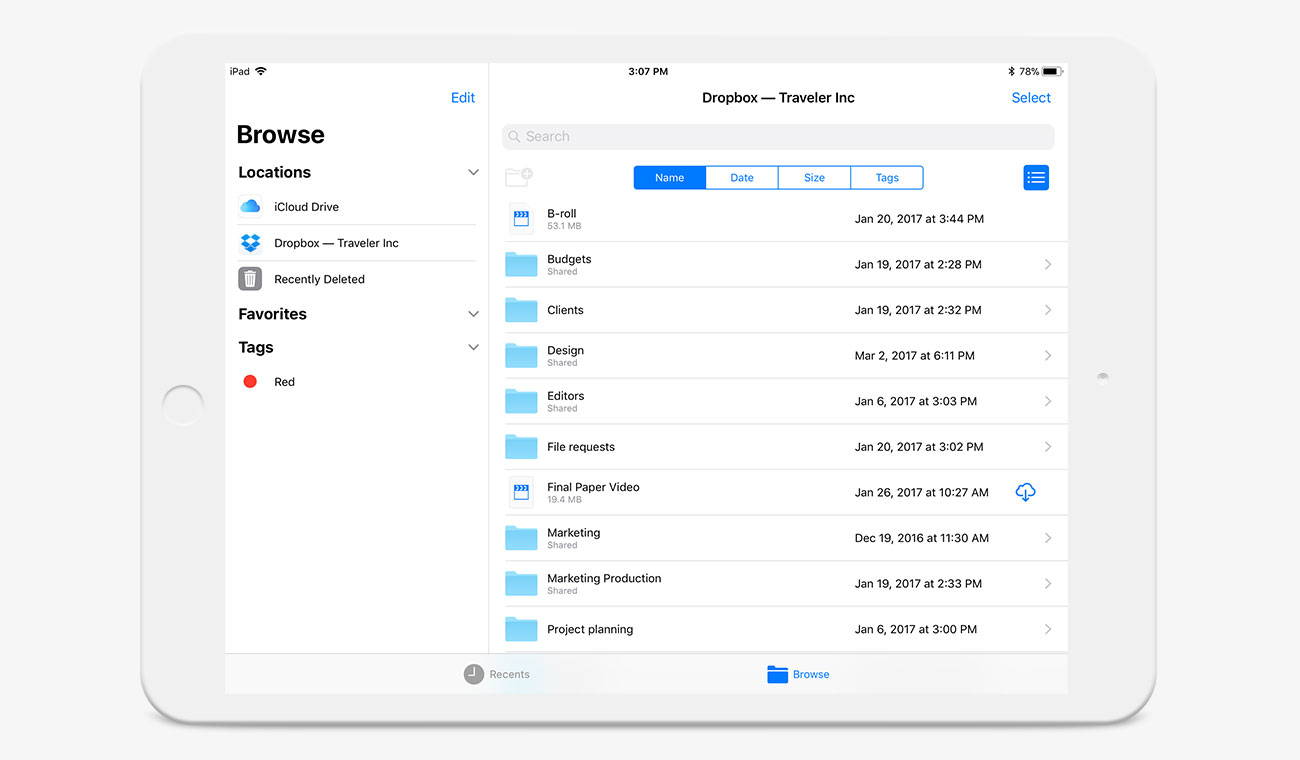 iPad
3:07 PM
78%
Edit
Dropbox — Traveler Inc
Select
Browse
Search
Locations
Name
Date
Size
Tags
iCloud Drive
Dropbox — Traveler Inc
Recently Deleted
Favorites
Tags
Red
B-roll
53.1 MB
Jan 20, 2017 at 3:44 PM
Budgets
Shared
Jan 19, 2017 at 2:28 PM
Clients
Jan 19, 2017 at 2:32 PM
Design
Shared
Mar 2, 2017 at 6:11 PM
Editors
Shared
Jan 6, 2017 at 3:03 PM
File requests
Jan 20, 2017 at 3:02 PM
Final Paper Video
19.4 MB
Jan 26, 2017 at 10:27 AM
Marketing
Shared
Dec 19, 2016 at 11:30 AM
Marketing Production
Shared
Jan 19, 2017 at 2:33 PM
Project planning
Jan 6, 2017 at 3:00 PM
Recents
Browse